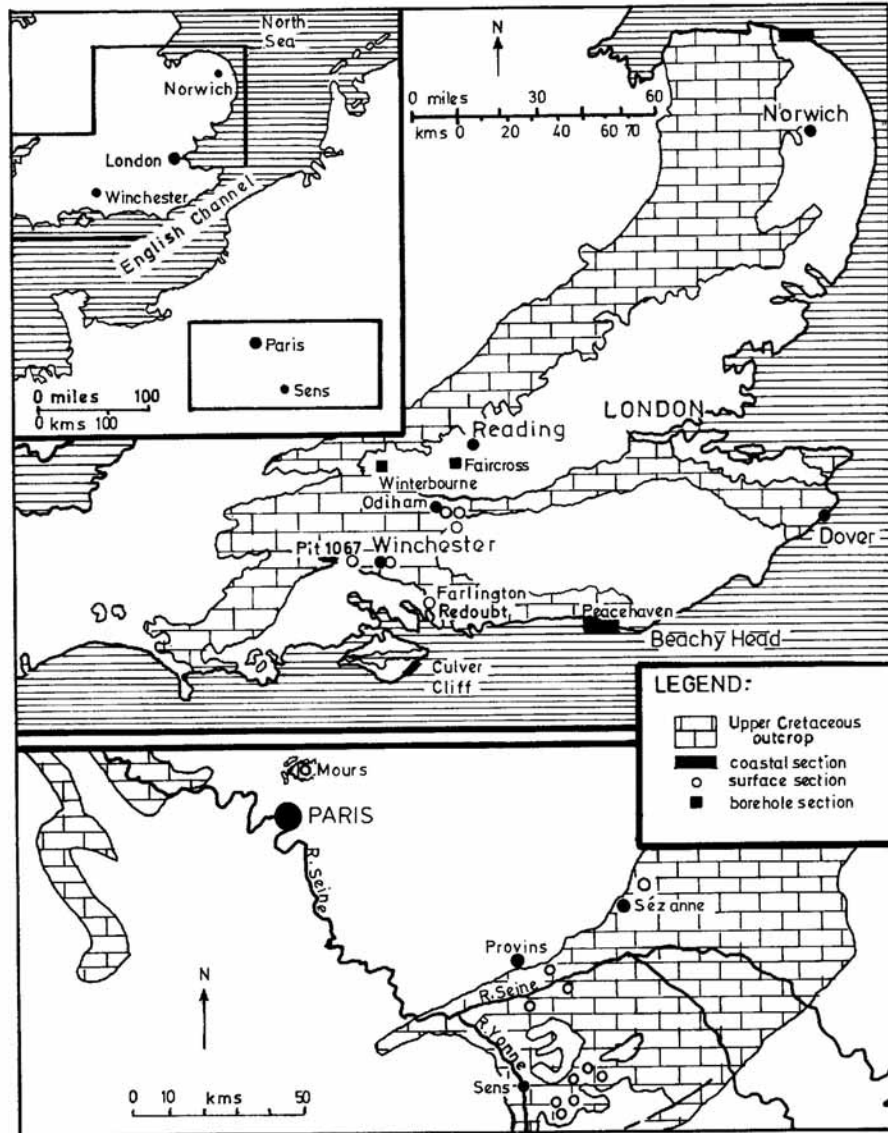 North
Sea
Norwich
London
Winchester
English Channel
Paris
Sens
0 miles 100
0 kms 100
N
0 miles 30 60
kms 0 20 40 60 70
Norwich
LONDON
Reading
Faircross
Winterbourne
Odiham
Dover
Pit 1067
Winchester
Farlington
Redoubt
Peacehaven
Beachy Head
Culver
Cliff
LEGEND:
Upper Cretaceous
outcrop
coastal section
surface section
borehole section
Mours
PARIS
R. Seine
Sézanne
Provins
N
R. Seine
R. Yonne
Sens
0 10 20
kms